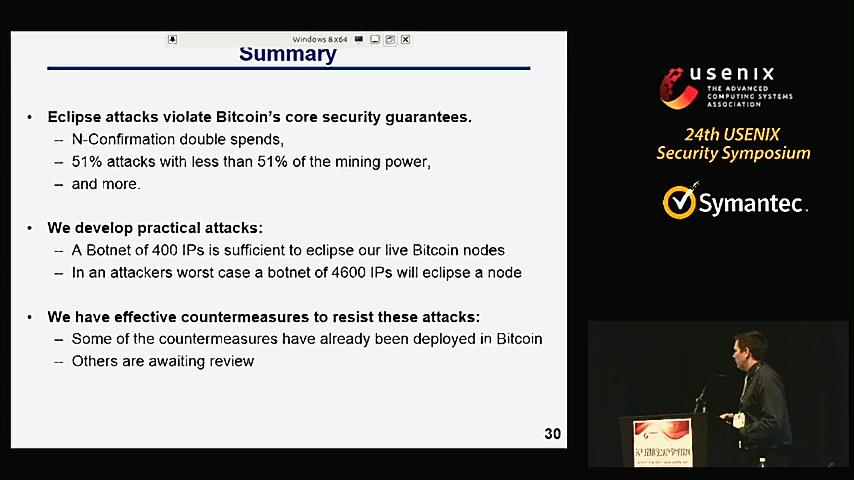 Windows 8x64
Summary
• Eclipse attacks violate Bitcoin's core security guarantees.
– N-Confirmation double spends,
– 51% attacks with less than 51% of the mining power,
– and more.
• We develop practical attacks:
– A Botnet of 400 IPs is sufficient to eclipse our live Bitcoin nodes
– In an attackers worst case a botnet of 4600 IPs will eclipse a node
• We have effective countermeasures to resist these attacks:
– Some of the countermeasures have already been deployed in Bitcoin
– Others are awaiting review
30
usenix
THE ADVANCED
COMPUTING SYSTEMS
ASSOCIATION
24th USENIX
Security Symposium
Symantec.